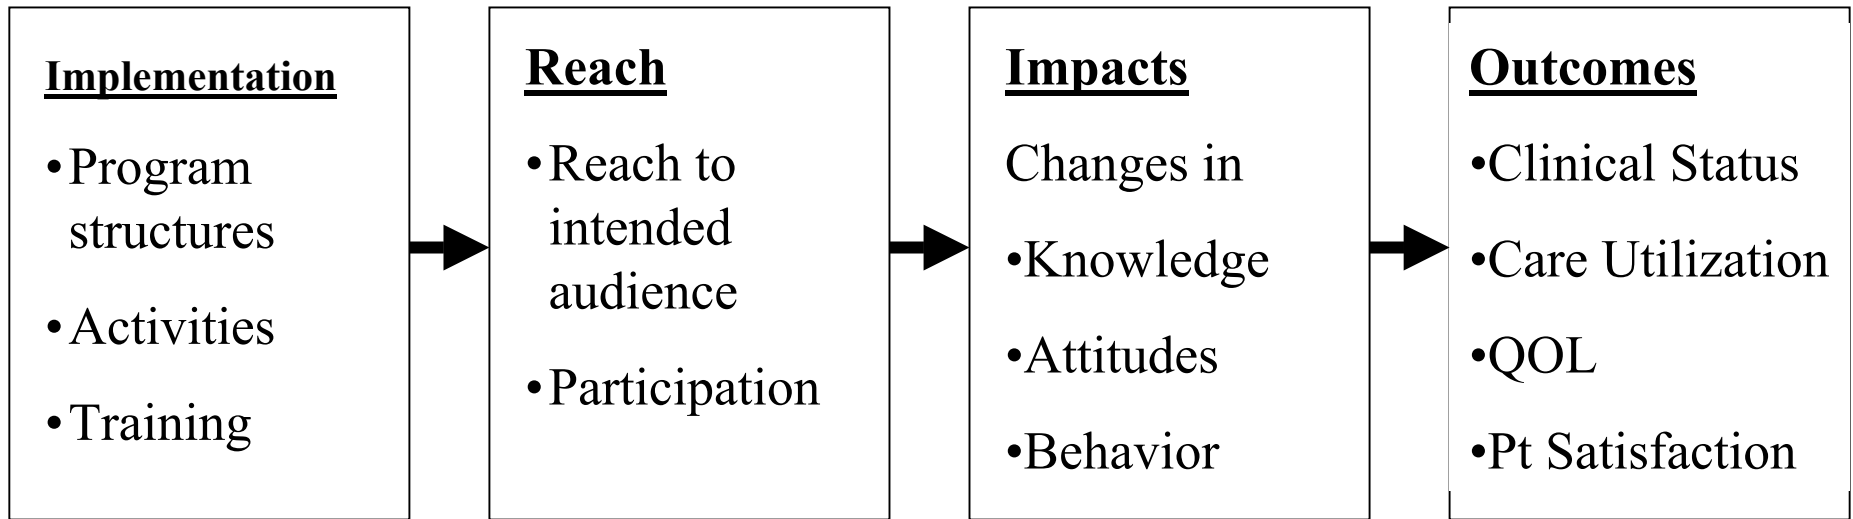 Implementation
•Program
structures
•Activities
•Training
Reach
•Reach to
intended
audience
•Participation
Impacts
Changes in
•Knowledge
•Attitudes
•Behavior
Outcomes
•Clinical Status
•Care Utilization
•QOL
•Pt Satisfaction